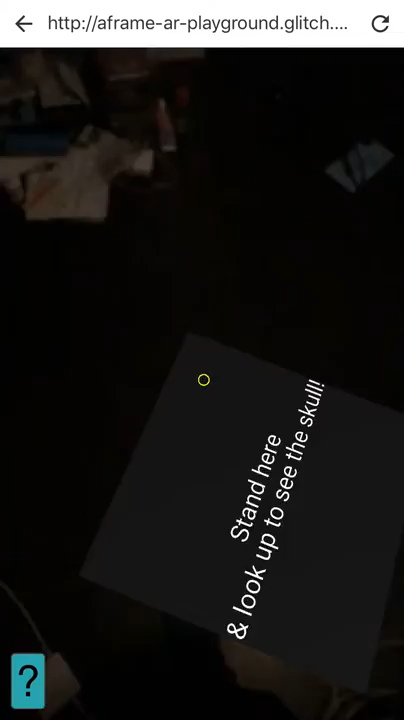 http://aframe-ar-playground.glitch....
Stand here
& look up to see the skull!
?